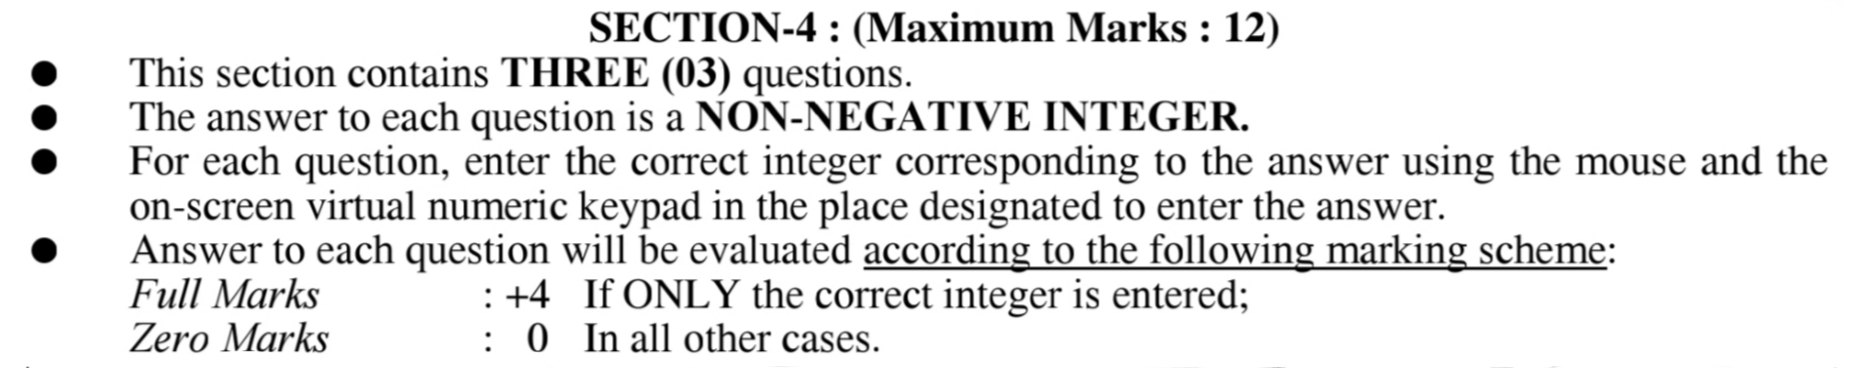 SECTION-4 : (Maximum Marks : 12)
● This section contains THREE (03) questions.
● The answer to each question is a NON-NEGATIVE INTEGER.
● For each question, enter the correct integer corresponding to the answer using the mouse and the
on-screen virtual numeric keypad in the place designated to enter the answer.
● Answer to each question will be evaluated according to the following marking scheme:
Full Marks : +4 If ONLY the correct integer is entered;
Zero Marks : 0 In all other cases.